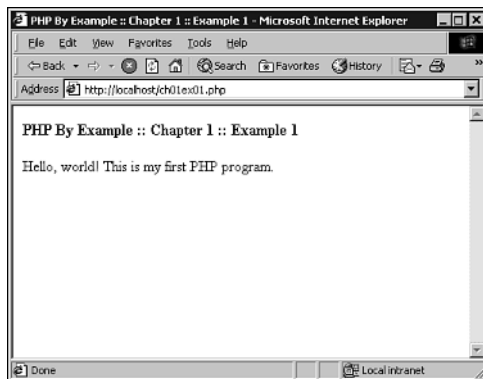 PHP By Example :: Chapter 1 :: Example 1 - Microsoft Internet Explorer
File Edit View Favorites Tools Help
Back Search Favorites History »
Address http://localhost/ch01ex01.php
PHP By Example :: Chapter 1 :: Example 1
Hello, world! This is my first PHP program.
Done Local intranet